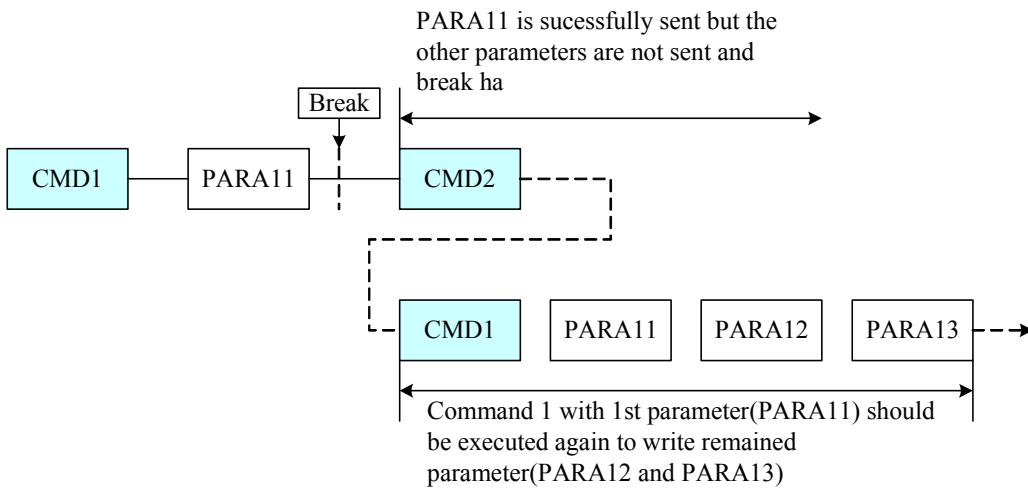 PARA11 is sucessfully sent but the
other parameters are not sent and
break ha
Break
CMD1
PARA11
CMD2
CMD1
PARA11
PARA12
PARA13
Command 1 with 1st parameter(PARA11) should
be executed again to write remained
parameter(PARA12 and PARA13)